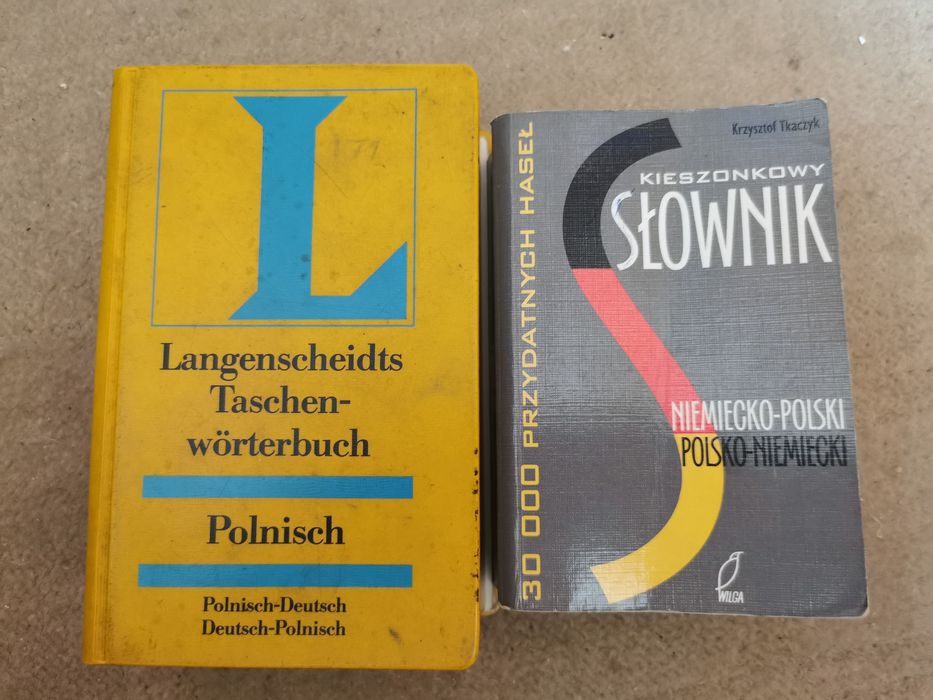 L
Langenscheidts
Taschen-
wörterbuch
Polnisch
Polnisch-Deutsch
Deutsch-Polnisch
30 000 PRZYDATNYCH HASEŁ
Krzysztof Tkaczyk
KIESZONKOWY
SŁOWNIK
NIEMIECKO-POLSKI
POLSKO-NIEMIECKI
WILGA